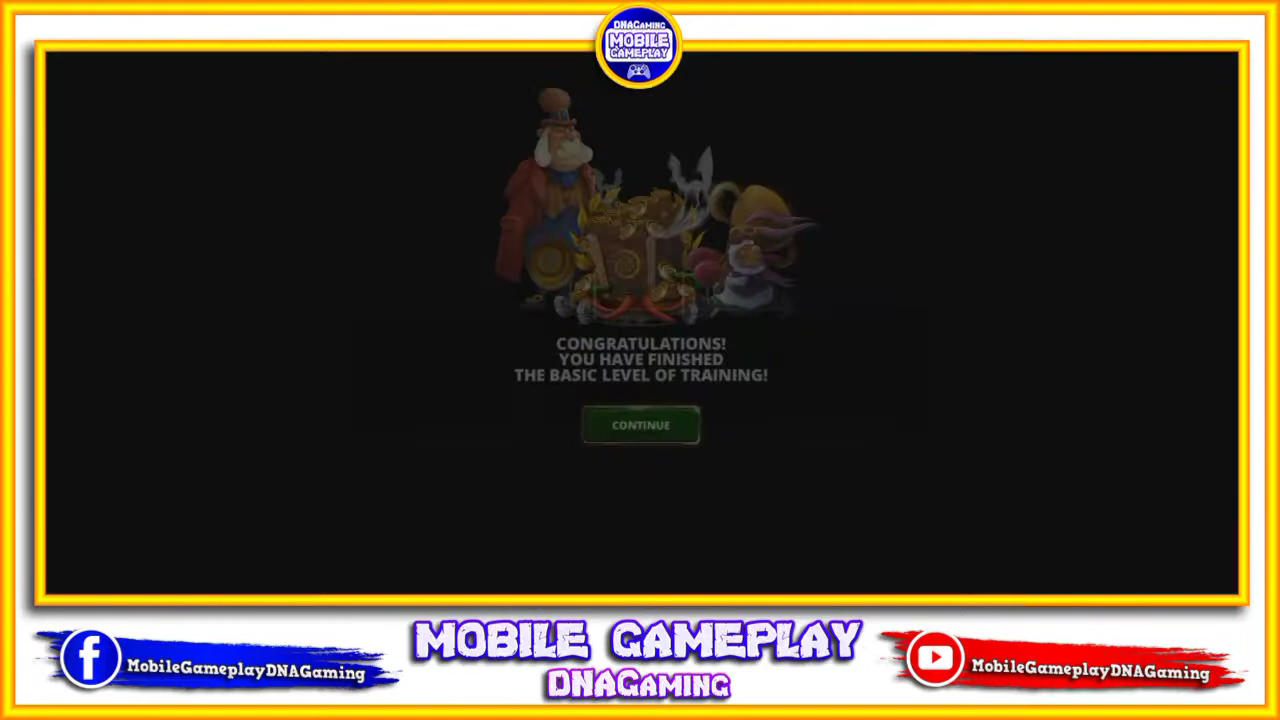 DNAGAMING
MOBILE
GAMEPLAY
CONGRATULATIONS!
YOU HAVE FINISHED
THE BASIC LEVEL OF TRAINING!
CONTINUE
MOBILE GAMEPLAY
DNAGAMING
MobileGameplayDNAGaming
MobileGameplayDNAGaming